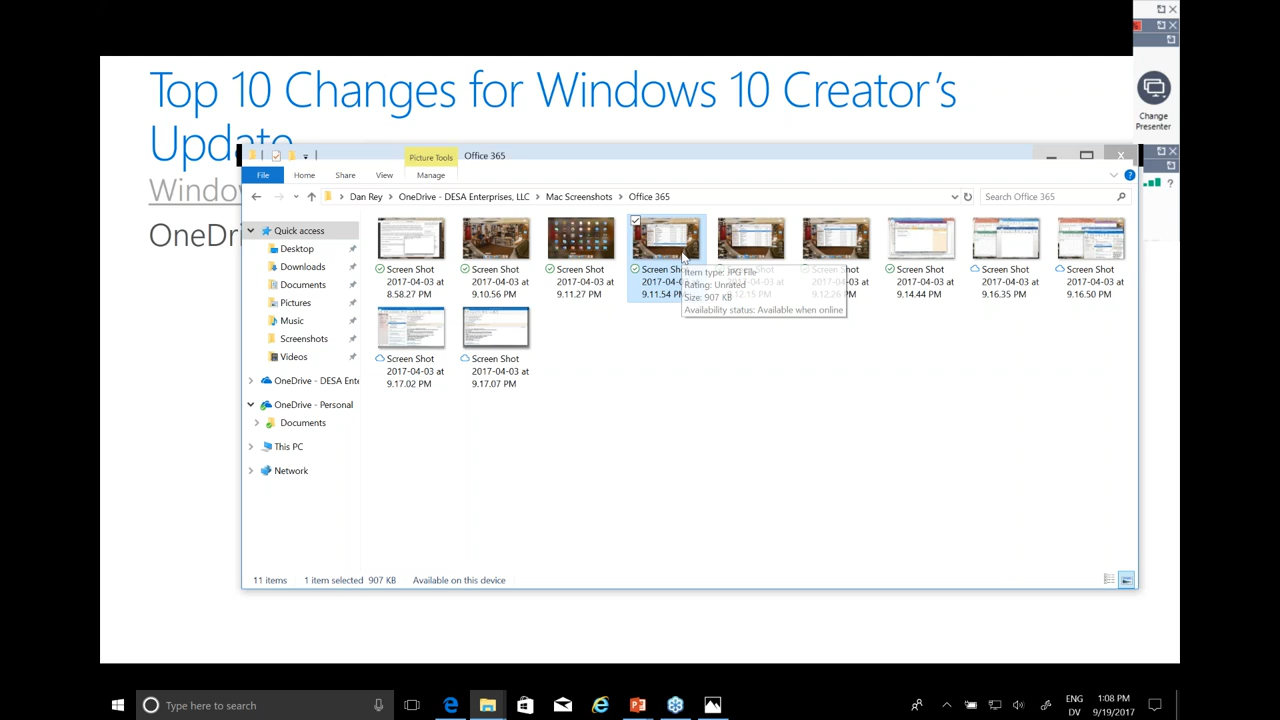 Top 10 Changes for Windows 10 Creator's
Update
Window
OneDri
Change
Presenter
Picture Tools
Office 365
File
Home
Share
View
Manage
Dan Rey
OneDrive - DESA Enterprises, LLC
Mac Screenshots
Office 365
Search Office 365
Quick access
Desktop
Downloads
Documents
Pictures
Music
Screenshots
Videos
OneDrive - DESA Ente
OneDrive - Personal
Documents
This PC
Network
Screen Shot
2017-04-03 at
8.58.27 PM
Screen Shot
2017-04-03 at
9.10.56 PM
Screen Shot
2017-04-03 at
9.11.27 PM
Screen Sh
2017-04-0
9.11.54 PM
Item type: JPG File
Rating: Unrated
Size: 907 KB
Availability status: Available when online
Screen Shot
2017-04-03 at
9.14.44 PM
Screen Shot
2017-04-03 at
9.16.35 PM
Screen Shot
2017-04-03 at
9.16.50 PM
Screen Shot
2017-04-03 at
9.17.02 PM
Screen Shot
2017-04-03 at
9.17.07 PM
11 items
1 item selected 907 KB
Available on this device
Type here to search
ENG
DV
1:08 PM
9/19/2017